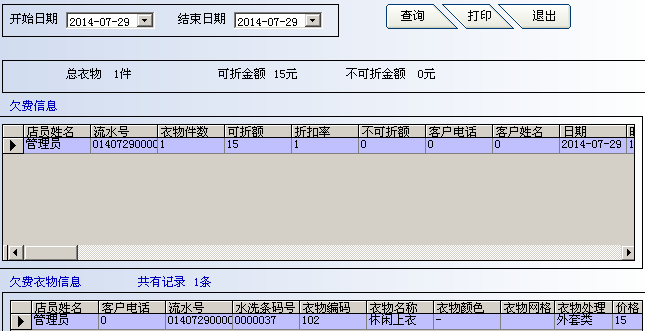 开始日期 2014-07-29 结束日期 2014-07-29 查询 打印 退出
总衣物 1件 可折金额 15元 不可折金额 0元
欠费信息
店员姓名 流水号 衣物件数 可折额 折扣率 不可折额 客户电话 客户姓名 日期
管理员 01407290000 1 15 1 0 0 0 2014-07-29 1
欠费衣物信息 共有记录 1条
店员姓名 客户电话 流水号 水洗条码号 衣物编码 衣物名称 衣物颜色 衣物网格 衣物处理 价格
管理员 0 01407290000 0000037 102 休闲上衣 - 外套类 15